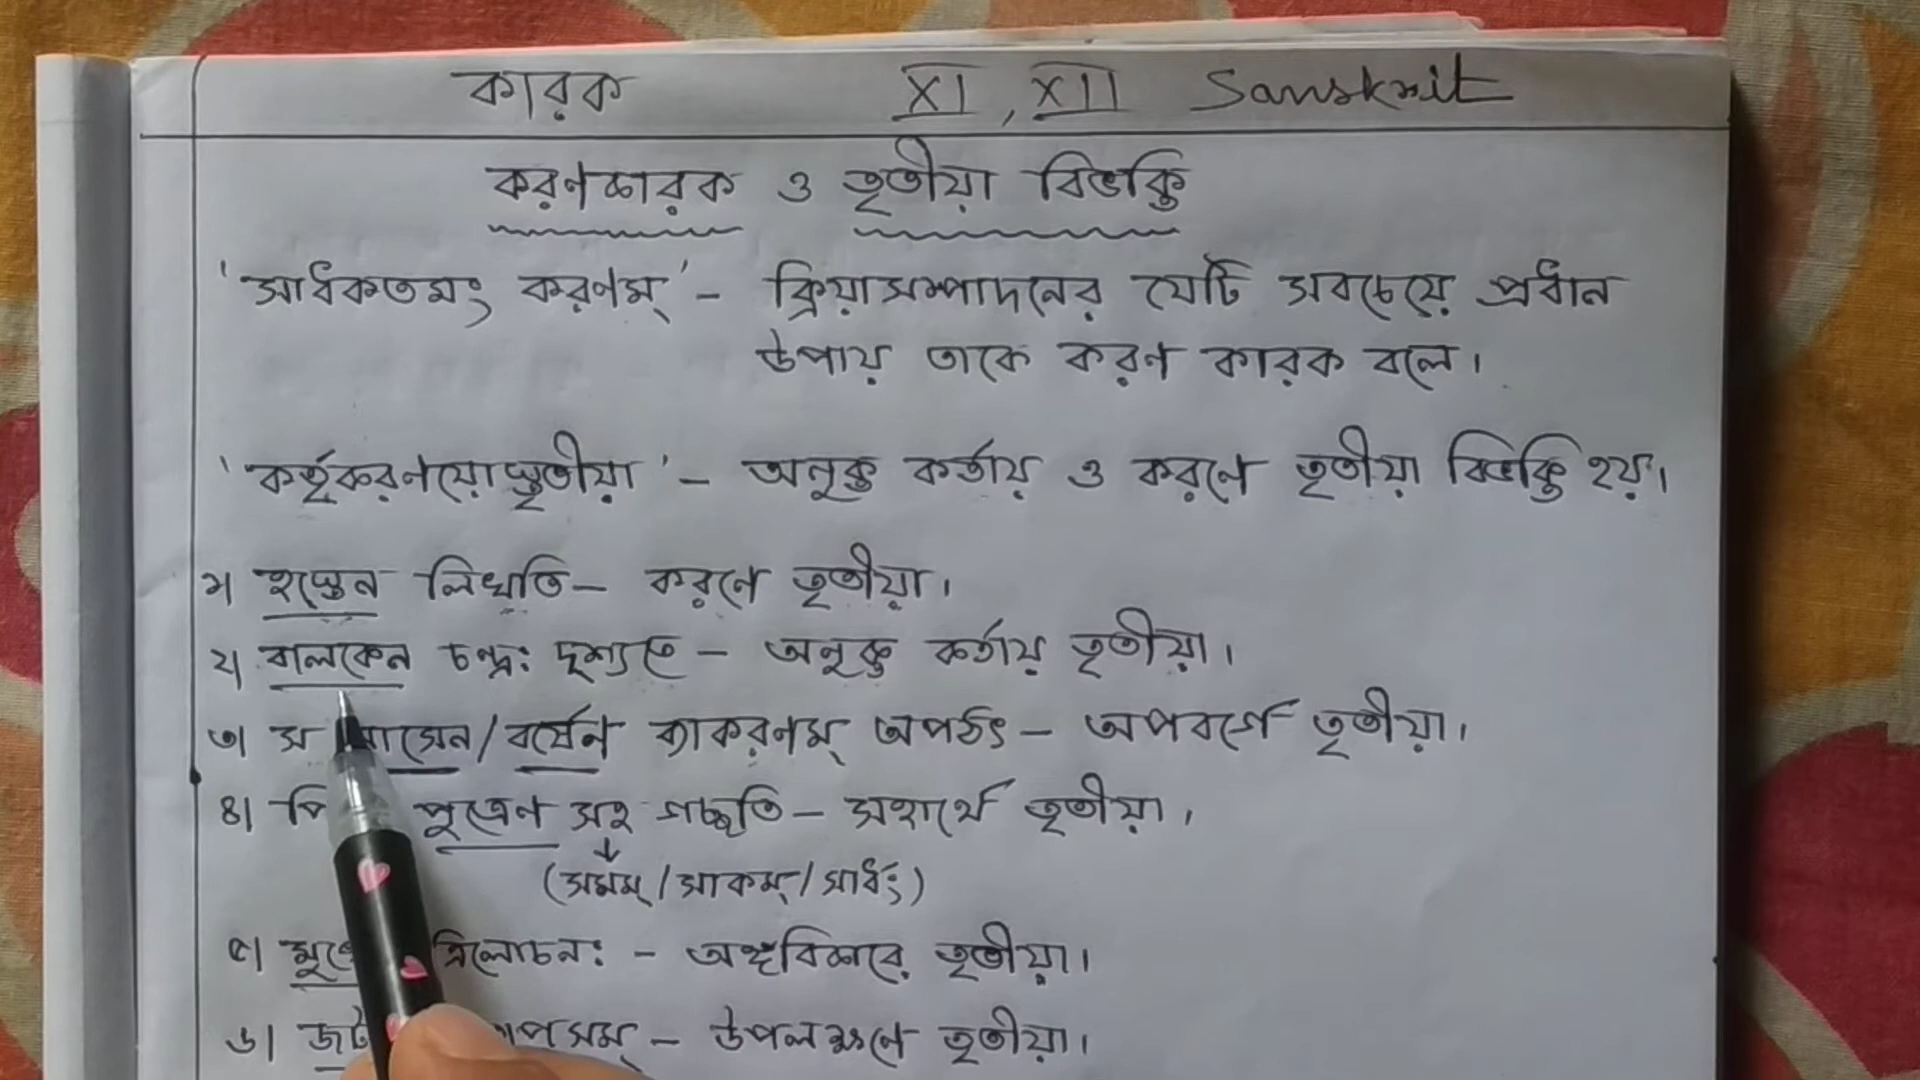 কারক XI, XII Sanskrit
করণকারক ও তৃতীয়া বিভক্তি
'সাধকতমং করণম্' - ক্রিয়াসম্পাদনের যেটি সবচেয়ে প্রধান
উপায় তাকে করণ কারক বলে।
'কর্তৃকরণয়োস্তৃতীয়া' - অনুক্ত কর্তায় ও করণে তৃতীয়া বিভক্তি হয়।
১। হস্তেন লিখতি - করণে তৃতীয়া।
২। বালকেন চন্দ্রঃ দৃশ্যতে - অনুক্ত কর্তায় তৃতীয়া।
৩। স /বর্ষেণ ব্যাকরণম্ অপঠৎ - অপবর্গে তৃতীয়া।
৪। পুত্রেণ সহ গচ্ছতি - সহার্থে তৃতীয়া।
(সমম্/সাকম্/সার্ধং)
৫। ত্রিলোচনঃ - অঙ্গবিকারে তৃতীয়া।
৬। - উপলক্ষণে তৃতীয়া।